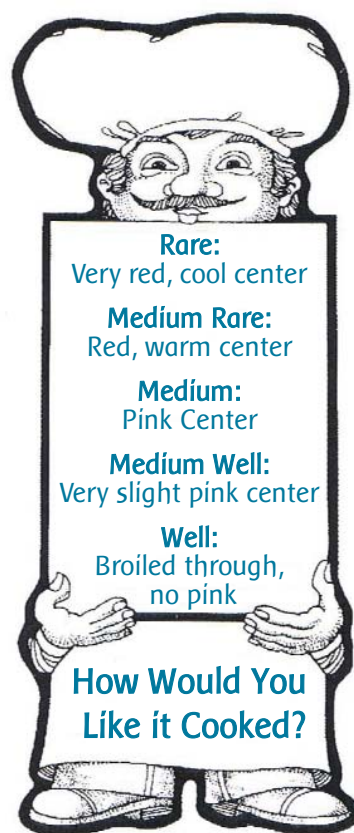 Rare:
Very red, cool center
Medium Rare:
Red, warm center
Medium:
Pink Center
Medium Well:
Very slight pink center
Well:
Broiled through,
no pink
How Would You
Like it Cooked?